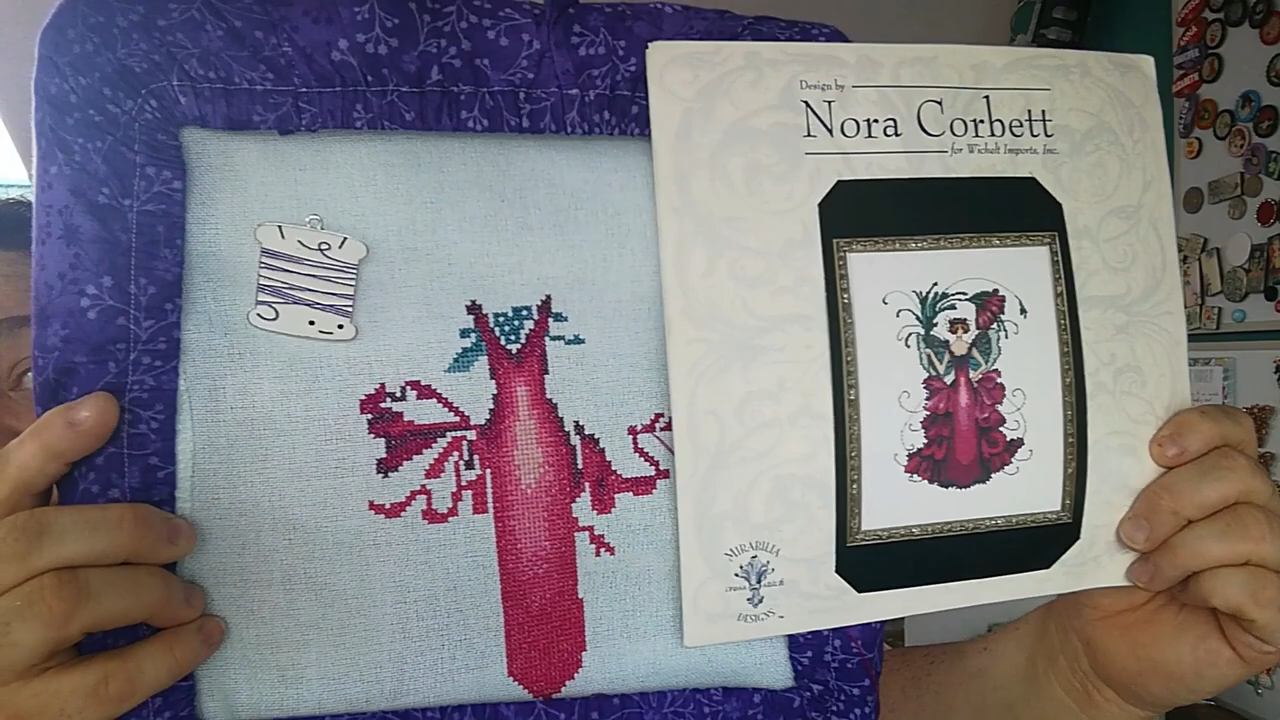 Design by
Nora Corbett
for Wichelt Imports, Inc.
MIRABILIA
DESIGNS